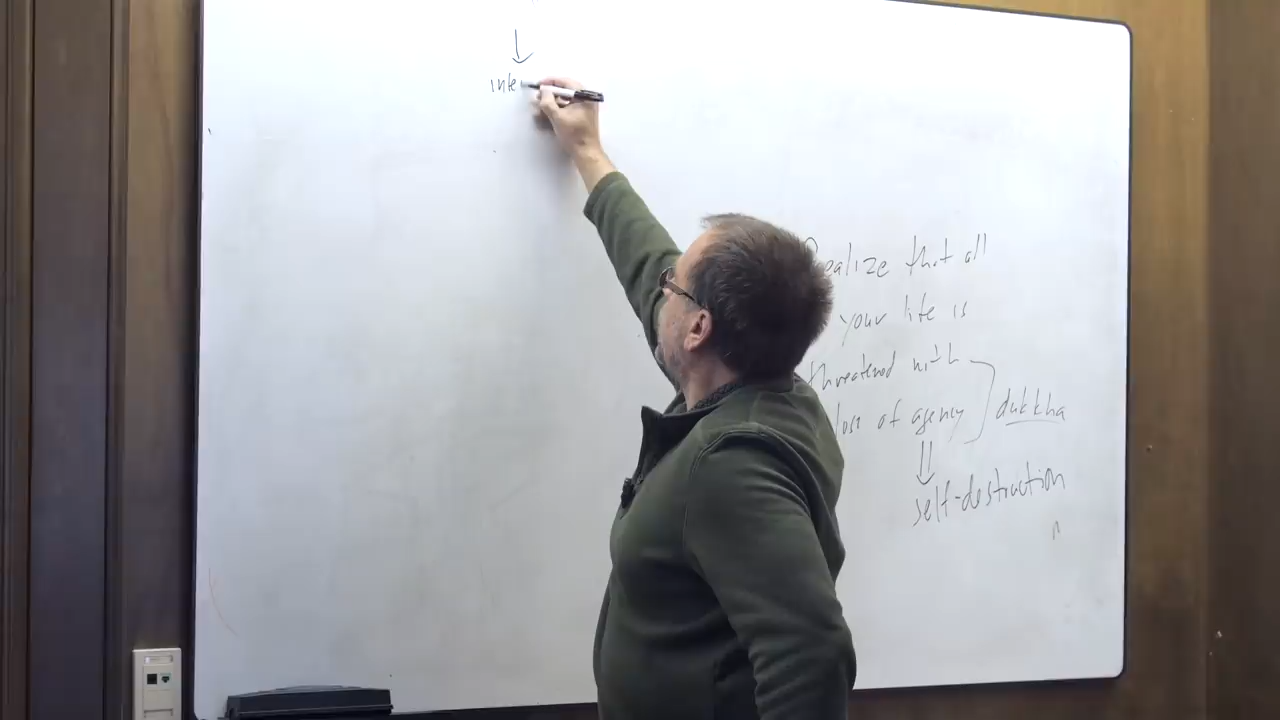 inte
Realize that all
your life is
threatened with
loss of agency
dukkha
self-destruction